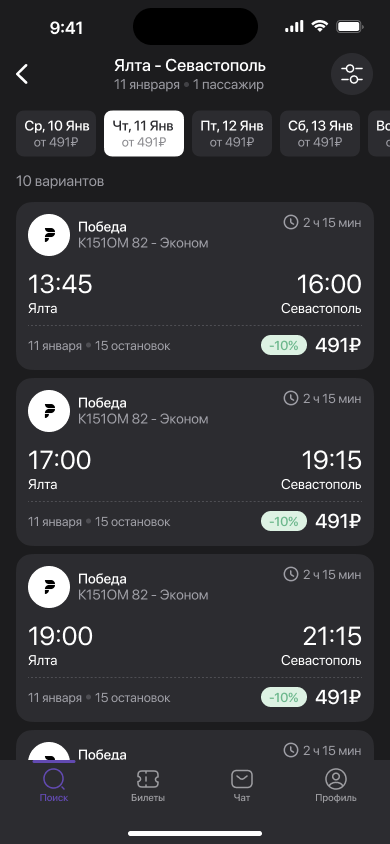 9:41
Ялта - Севастополь
11 янвраря • 1 пассажир
Ср, 10 Янв
от 491₽
Чт, 11 Янв
от 491₽
Пт, 12 Янв
от 491₽
Сб, 13 Янв
от 491₽
10 вариантов
Победа
К151ОМ 82 - Эконом
2 ч 15 мин
13:45
16:00
Ялта
Севастополь
11 января • 15 остановок
-10%
491₽
Победа
К151ОМ 82 - Эконом
2 ч 15 мин
17:00
19:15
Ялта
Севастополь
11 января • 15 остановок
-10%
491₽
Победа
К151ОМ 82 - Эконом
2 ч 15 мин
19:00
21:15
Ялта
Севастополь
11 января • 15 остановок
-10%
491₽
Победа
2 ч 15 мин
Поиск
Билеты
Чат
Профиль